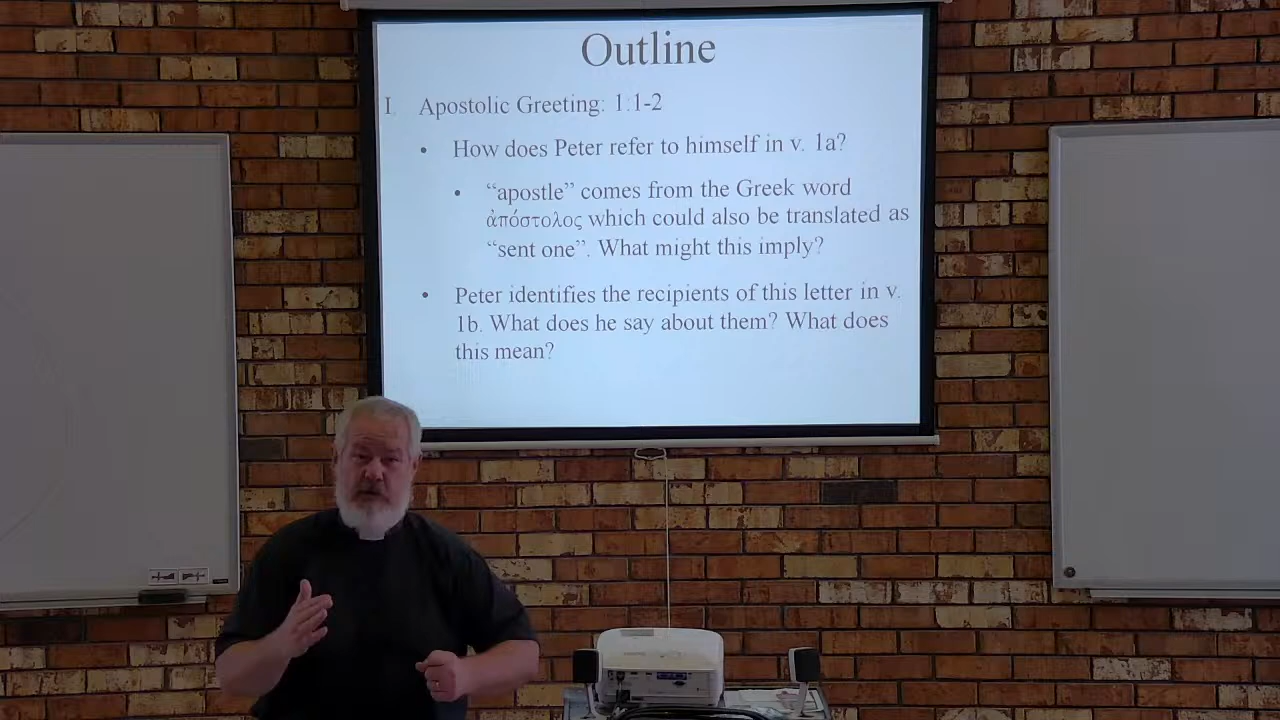 Outline
I. Apostolic Greeting: 1:1-2
• How does Peter refer to himself in v. 1a?
• “apostle” comes from the Greek word
ἀπόστολος which could also be translated as
“sent one”. What might this imply?
• Peter identifies the recipients of this letter in v.
1b. What does he say about them? What does
this mean?